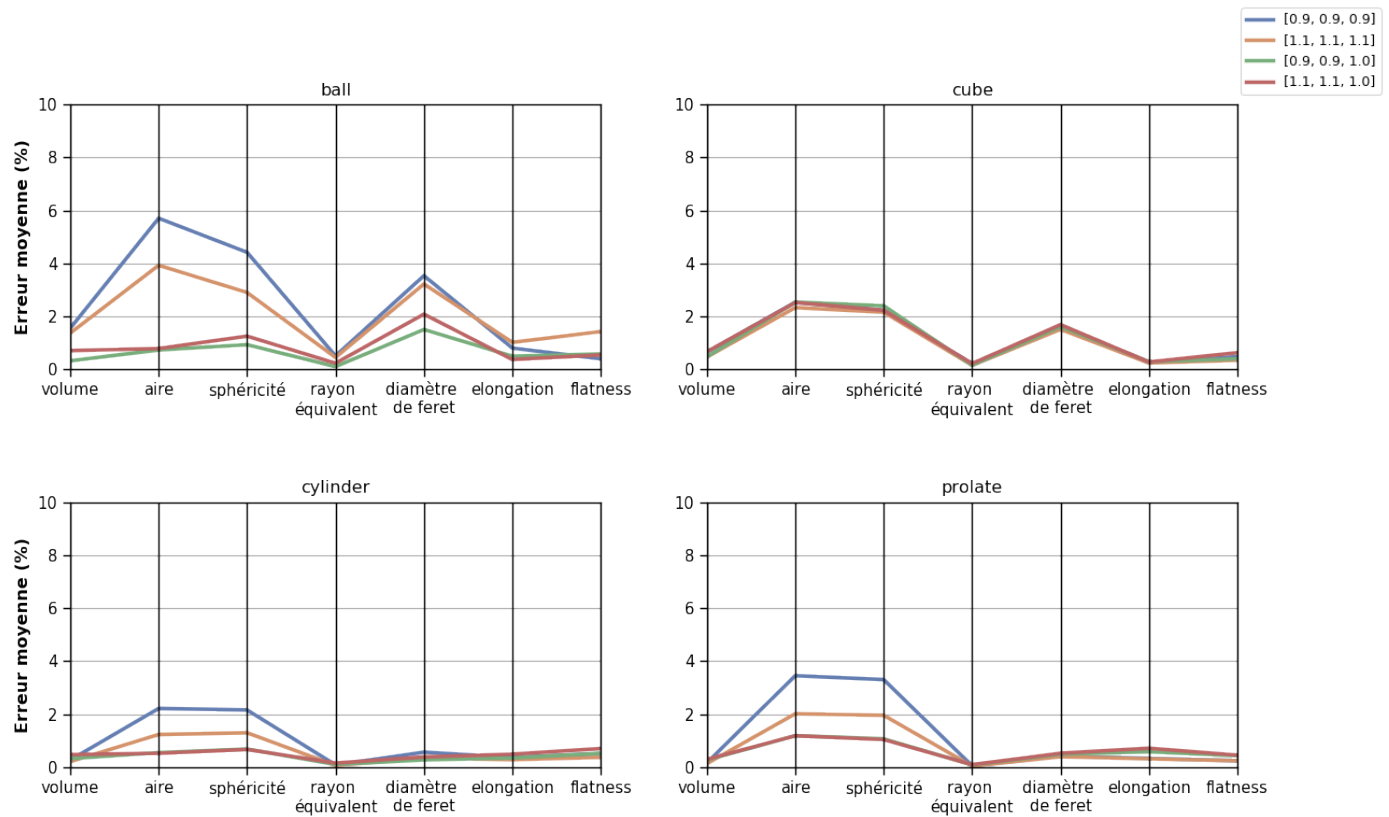 [0.9, 0.9, 0.9]
[1.1, 1.1, 1.1]
[0.9, 0.9, 1.0]
[1.1, 1.1, 1.0]
ball
Erreur moyenne (%)
10
8
6
4
2
0
volume aire sphéricité rayon équivalent diamètre de feret elongation flatness
cube
10
8
6
4
2
0
volume aire sphéricité rayon équivalent diamètre de feret elongation flatness
cylinder
Erreur moyenne (%)
10
8
6
4
2
0
volume aire sphéricité rayon équivalent diamètre de feret elongation flatness
prolate
10
8
6
4
2
0
volume aire sphéricité rayon équivalent diamètre de feret elongation flatness